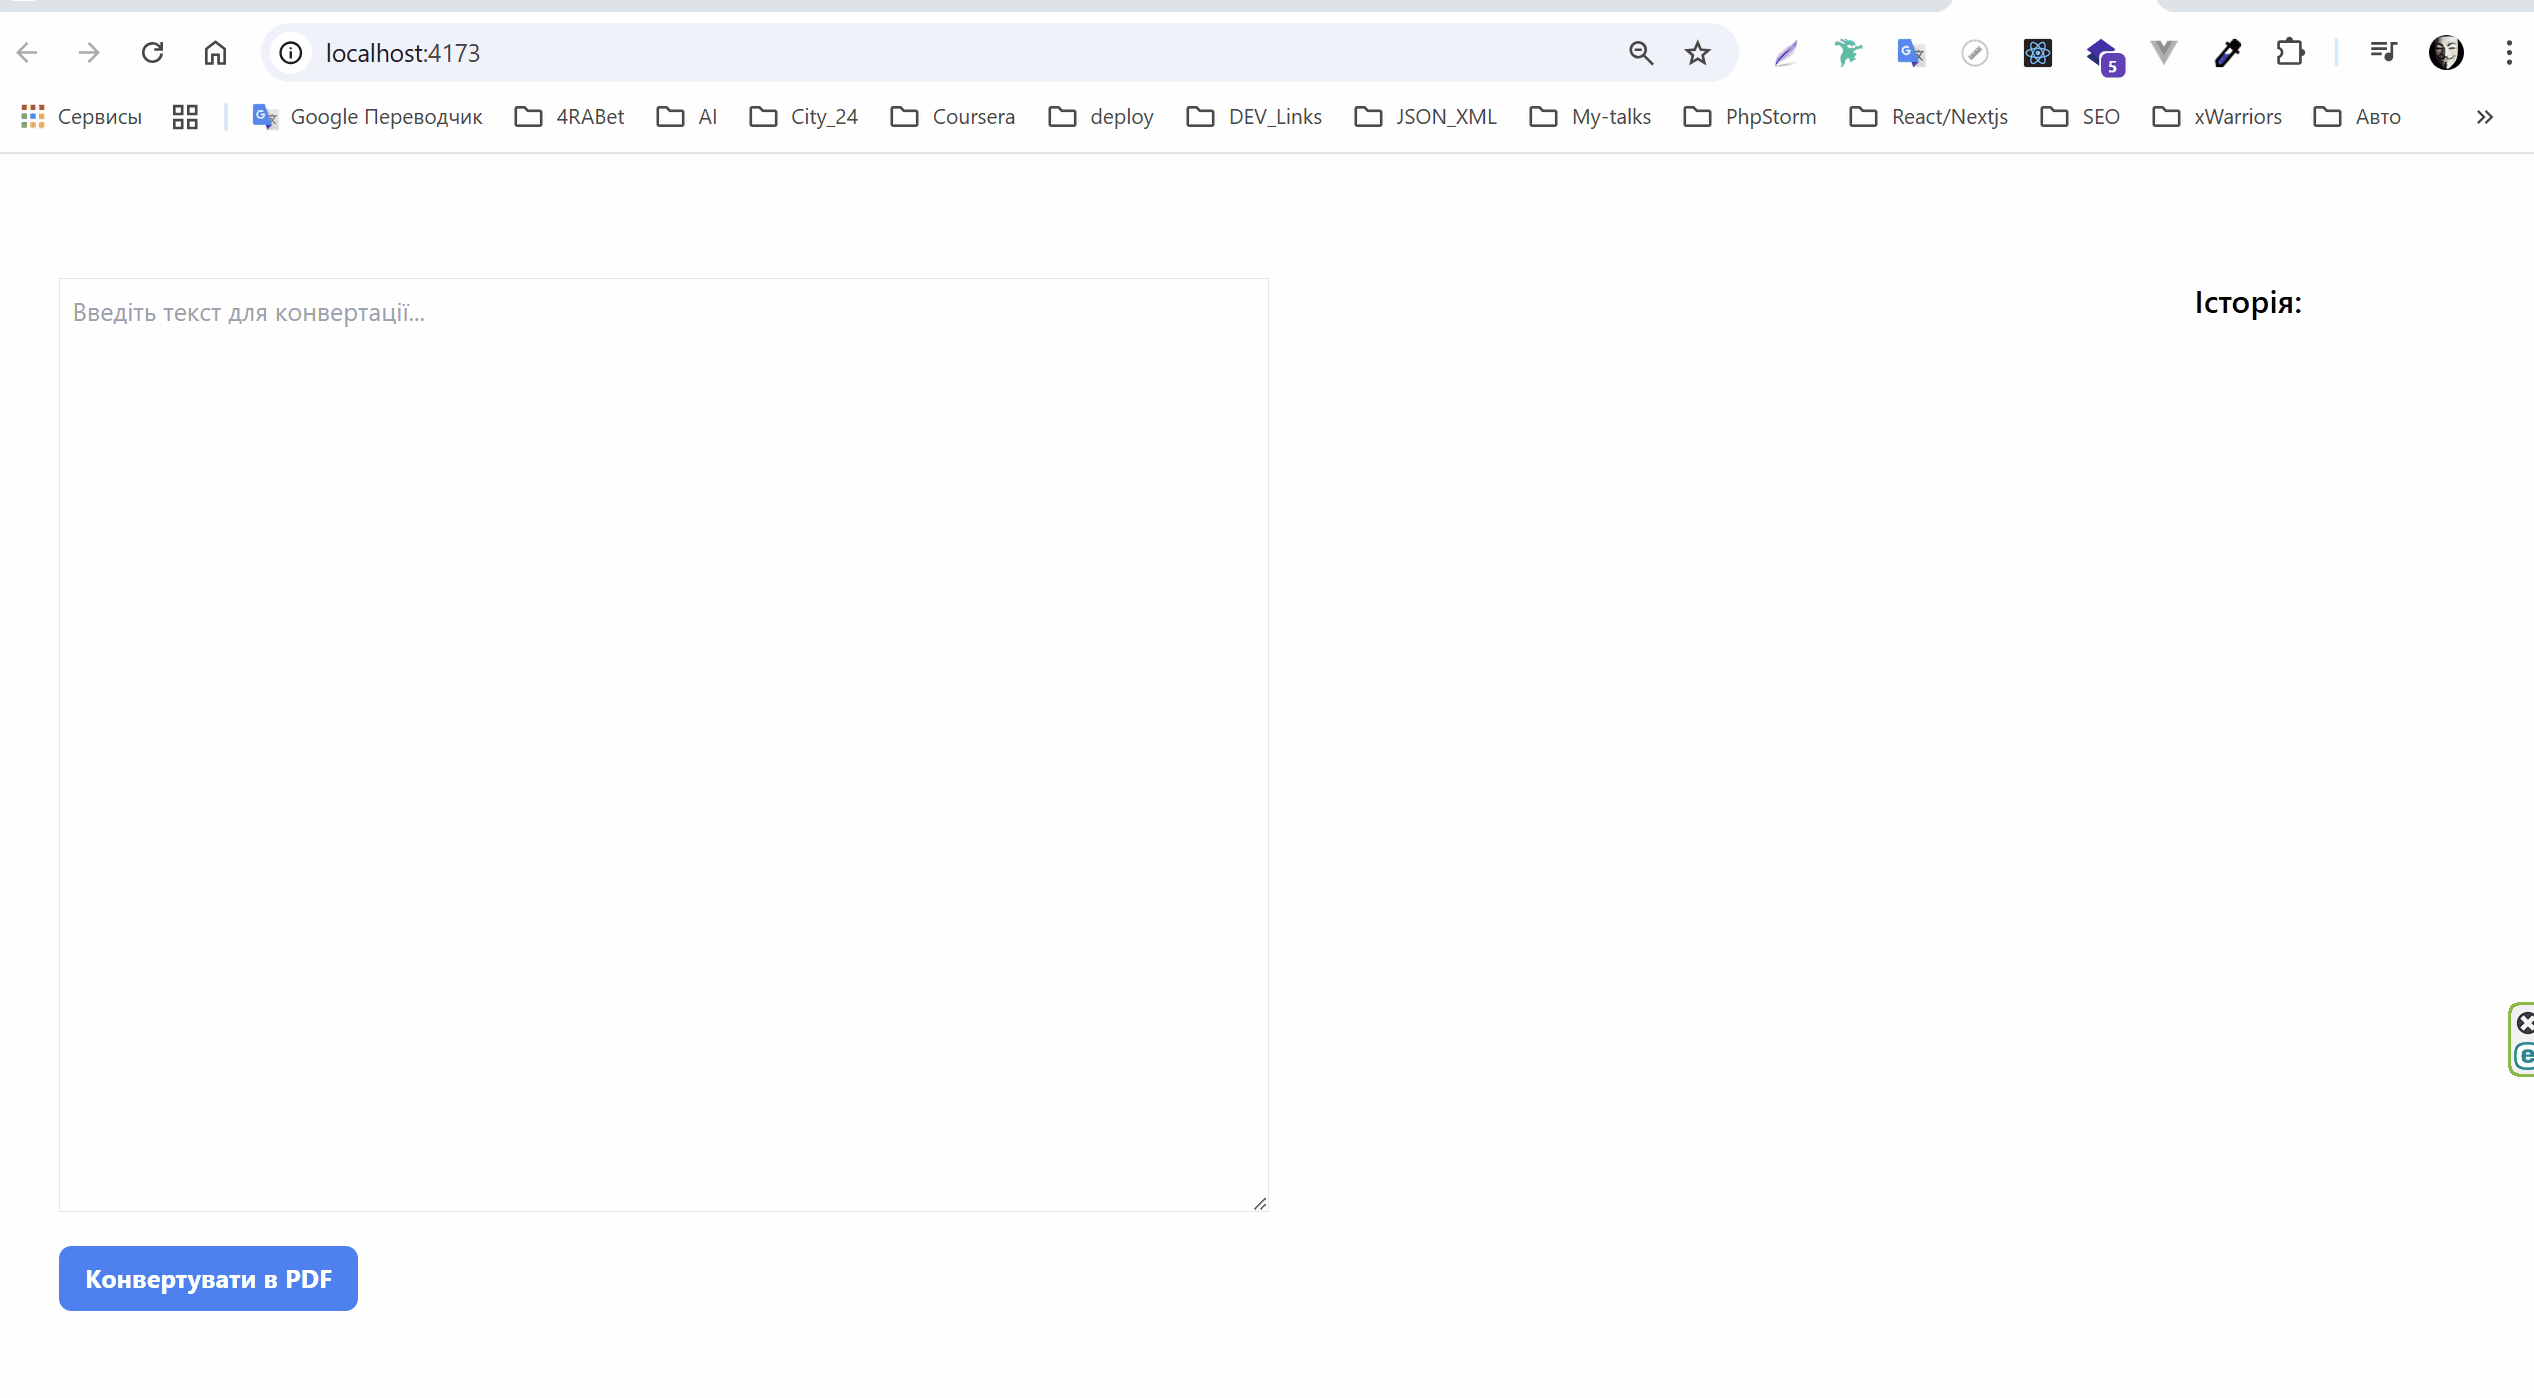 localhost:4173
5
Сервисы
Google Переводчик
4RABet
AI
City_24
Coursera
deploy
DEV_Links
JSON_XML
My-talks
PhpStorm
React/Nextjs
SEO
xWarriors
Авто
Введіть текст для конвертації...
Історія:
Конвертувати в PDF